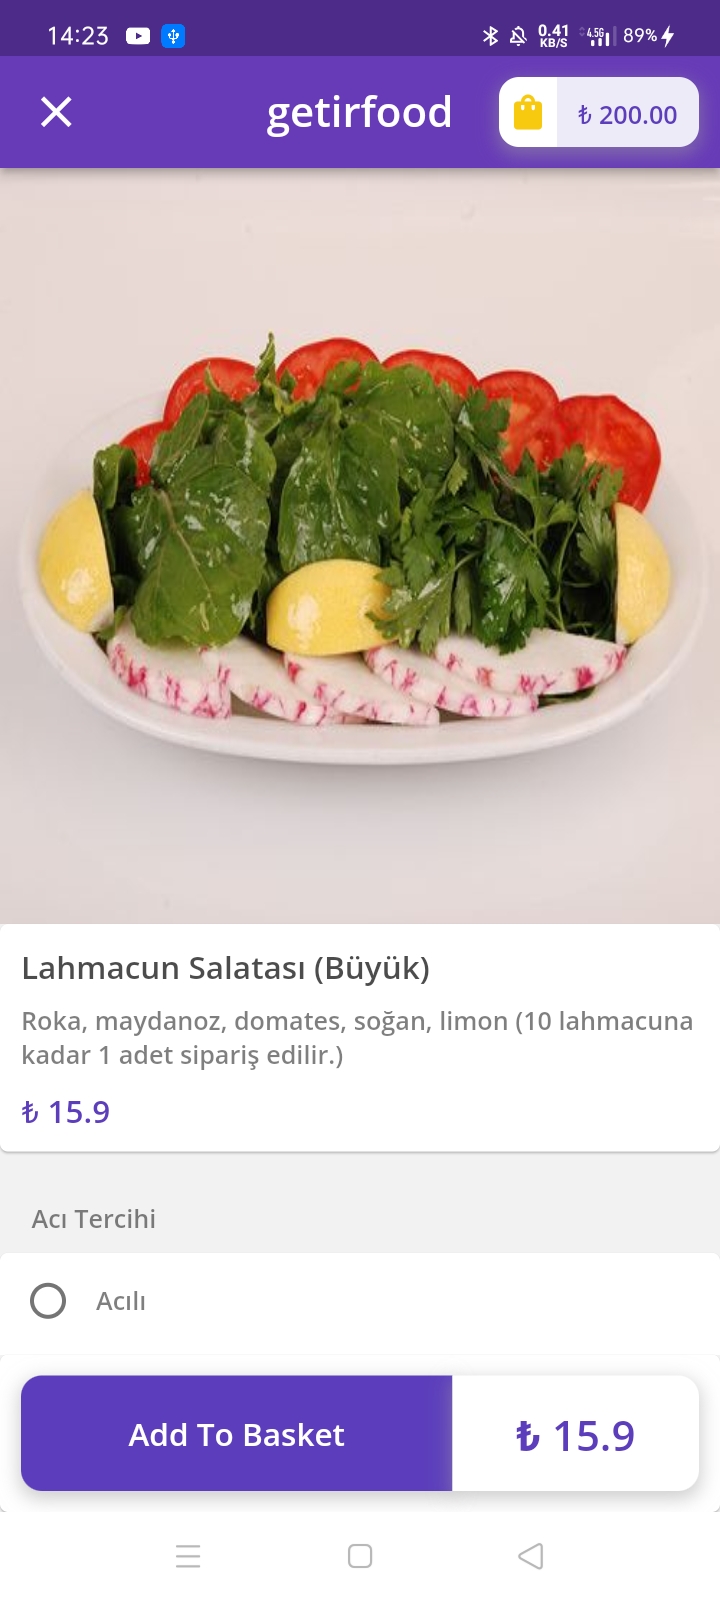 14:23 0.41 KB/S 4.5G 89%
getirfood ₺ 200.00
Lahmacun Salatası (Büyük)
Roka, maydanoz, domates, soğan, limon (10 lahmacuna
kadar 1 adet sipariş edilir.)
₺ 15.9
Acı Tercihi
Acılı
Add To Basket ₺ 15.9